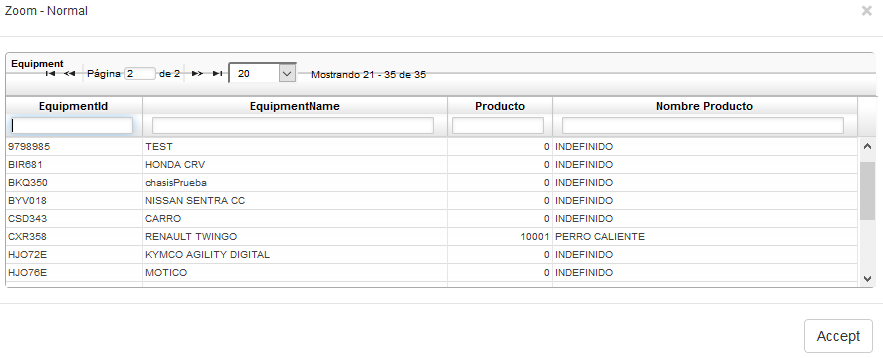 Zoom - Normal
×
Equipment
Página 2 de 2 20 Mostrando 21 - 35 de 35
EquipmentId EquipmentName Producto Nombre Producto
9798985 TEST 0 INDEFINIDO
BIR681 HONDA CRV 0 INDEFINIDO
BKQ350 chasisPrueba 0 INDEFINIDO
BYV018 NISSAN SENTRA CC 0 INDEFINIDO
CSD343 CARRO 0 INDEFINIDO
CXR358 RENAULT TWINGO 10001 PERRO CALIENTE
HJO72E KYMCO AGILITY DIGITAL 0 INDEFINIDO
HJO76E MOTICO 0 INDEFINIDO
Accept